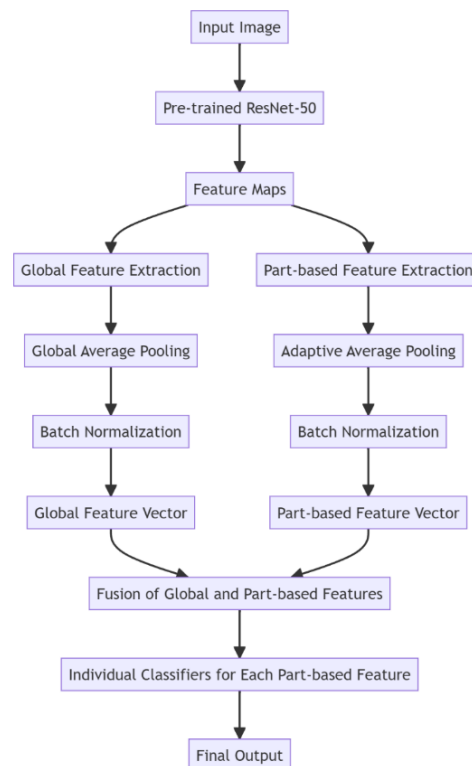 Input Image
Pre-trained ResNet-50
Feature Maps
Global Feature Extraction
Part-based Feature Extraction
Global Average Pooling
Adaptive Average Pooling
Batch Normalization
Batch Normalization
Global Feature Vector
Part-based Feature Vector
Fusion of Global and Part-based Features
Individual Classifiers for Each Part-based Feature
Final Output